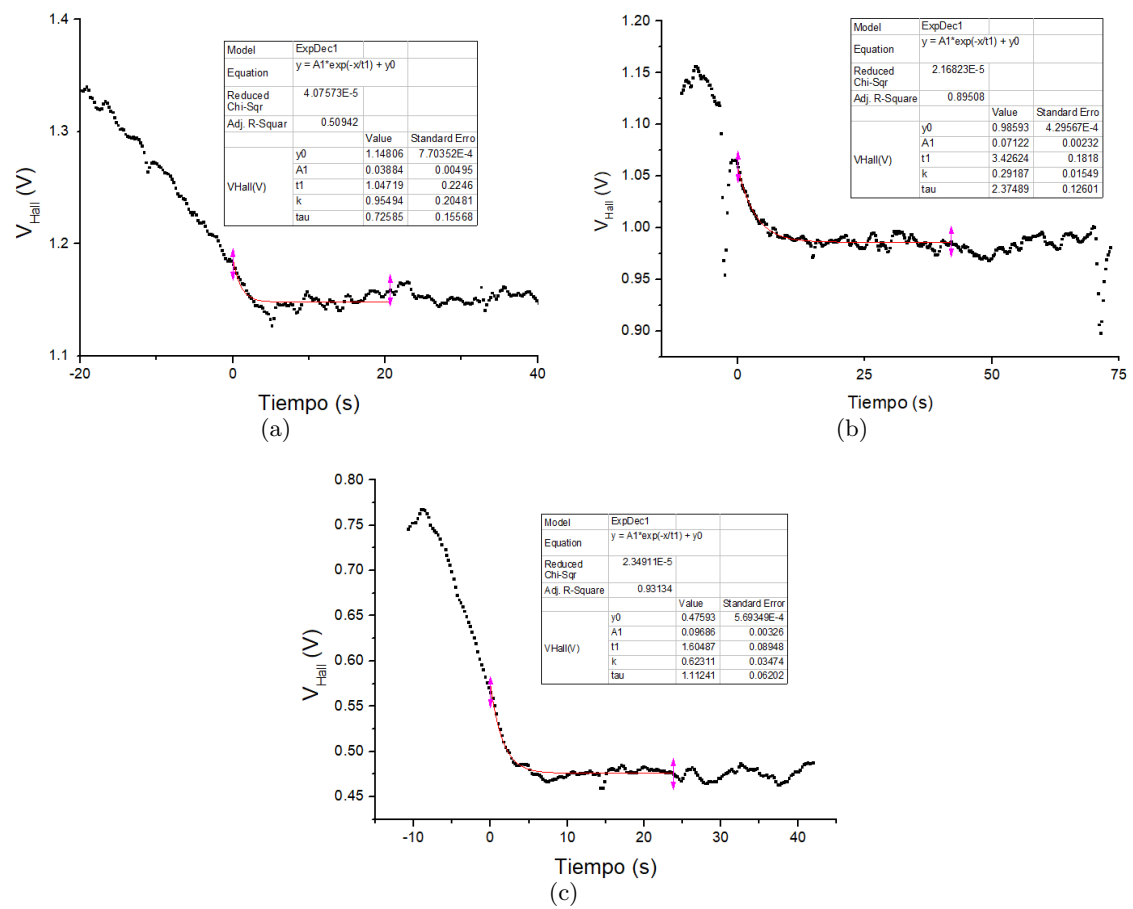 1.4
1.3
1.2
1.1
-20 0 20 40
V_Hall (V)
Tiempo (s)
Model ExpDec1
Equation y = A1*exp(-x/t1) + y0
Reduced Chi-Sqr 4.07573E-5
Adj. R-Squar 0.50942
Value Standard Erro
VHall(V)
y0 1.14806 7.70352E-4
A1 0.03884 0.00495
t1 1.04719 0.2246
k 0.95494 0.20481
tau 0.72585 0.15568
(a)
1.20
1.15
1.10
1.05
1.00
0.95
0.90
0 25 50 75
V_Hall (V)
Tiempo (s)
Model ExpDec1
Equation y = A1*exp(-x/t1) + y0
Reduced Chi-Sqr 2.16823E-5
Adj. R-Square 0.89508
Value Standard Error
VHall(V)
y0 0.98593 4.29567E-4
A1 0.07122 0.00232
t1 3.42624 0.1818
k 0.29187 0.01549
tau 2.37489 0.12601
(b)
0.80
0.75
0.70
0.65
0.60
0.55
0.50
0.45
-10 0 10 20 30 40
V_Hall (V)
Tiempo (s)
Model ExpDec1
Equation y = A1*exp(-x/t1) + y0
Reduced Chi-Sqr 2.34911E-5
Adj. R-Square 0.93134
Value Standard Error
VHall(V)
y0 0.47593 5.69349E-4
A1 0.09686 0.00326
t1 1.60487 0.08948
k 0.62311 0.03474
tau 1.11241 0.06202
(c)